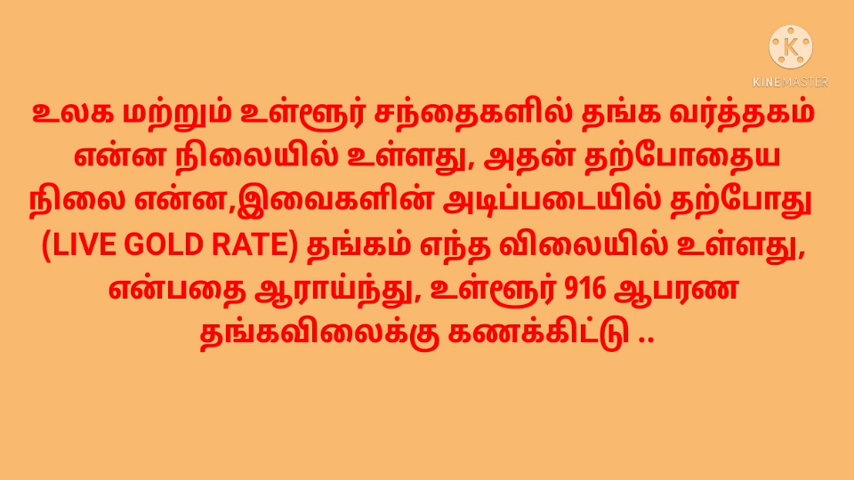 KINEMASTER
உலக மற்றும் உள்ளூர் சந்தைகளில் தங்க வர்த்தகம்
என்ன நிலையில் உள்ளது, அதன் தற்போதைய
நிலை என்ன,இவைகளின் அடிப்படையில் தற்போது
(LIVE GOLD RATE) தங்கம் எந்த விலையில் உள்ளது,
என்பதை ஆராய்ந்து, உள்ளூர் 916 ஆபரண
தங்கவிலைக்கு கணக்கிட்டு ..